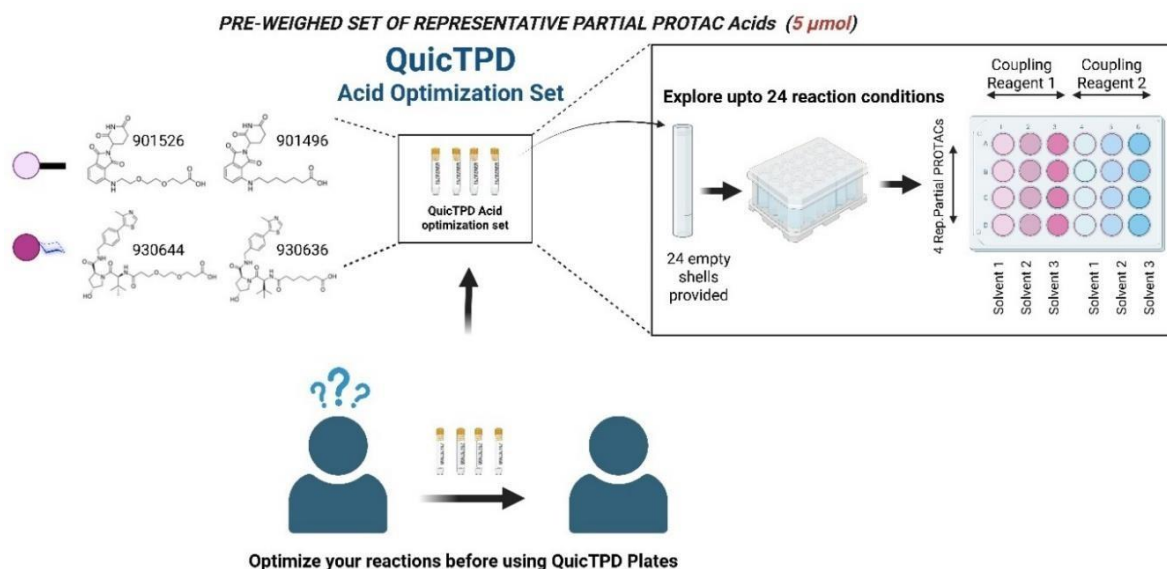 PRE-WEIGHED SET OF REPRESENTATIVE PARTIAL PROTAC Acids (5 µmol)
QuicTPD
Acid Optimization Set
901526
901496
930644
930636
QuicTPD Acid
optimization set
Explore upto 24 reaction conditions
24 empty
shells
provided
Coupling
Reagent 1
Coupling
Reagent 2
4 Rep.Partial PROTACs
Solvent 1
Solvent 2
Solvent 3
Solvent 1
Solvent 2
Solvent 3
???
Optimize your reactions before using QuicTPD Plates